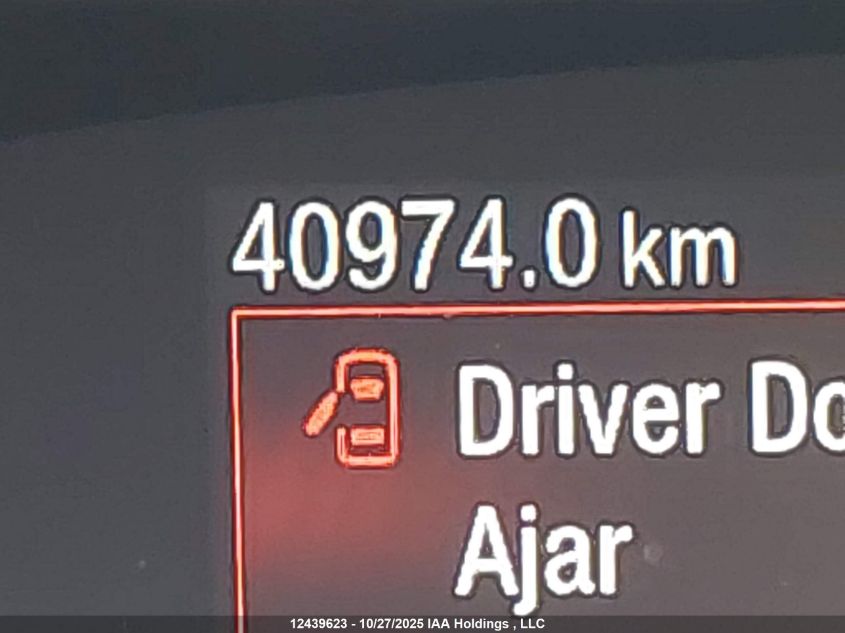 40974.0 km
Driver Do
Ajar
12439623 - 10/27/2025 IAA Holdings , LLC